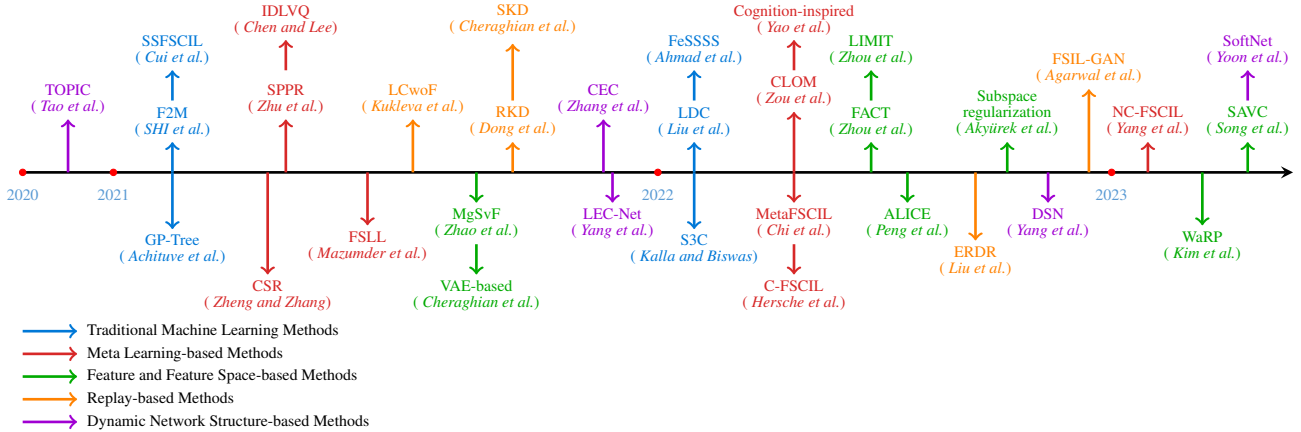 IDLVQ
( Chen and Lee)
SKD
( Cheraghian et al.)
Cognition-inspired
( Yao et al.)
SSFSCIL
( Cui et al.)
FeSSSS
( Ahmad et al.)
LIMIT
( Zhou et al.)
SoftNet
( Yoon et al.)
FSIL-GAN
( Agarwal et al.)
TOPIC
( Tao et al.)
SPPR
( Zhu et al.)
LCwoF
( Kukleva et al.)
CEC
( Zhang et al.)
CLOM
( Zou et al.)
Subspace
regularization
( Akyürek et al.)
F2M
( SHI et al.)
RKD
( Dong et al.)
LDC
( Liu et al.)
FACT
( Zhou et al.)
NC-FSCIL
( Yang et al.)
SAVC
( Song et al.)
2020
2021
2022
2023
MgSvF
( Zhao et al.)
LEC-Net
( Yang et al.)
MetaFSCIL
( Chi et al.)
ALICE
( Peng et al.)
DSN
( Yang et al.)
GP-Tree
( Achituve et al.)
FSLL
( Mazumder et al.)
S3C
( Kalla and Biswas)
ERDR
( Liu et al.)
WaRP
( Kim et al.)
CSR
( Zheng and Zhang)
VAE-based
( Cheraghian et al.)
C-FSCIL
( Hersche et al.)
Traditional Machine Learning Methods
Meta Learning-based Methods
Feature and Feature Space-based Methods
Replay-based Methods
Dynamic Network Structure-based Methods